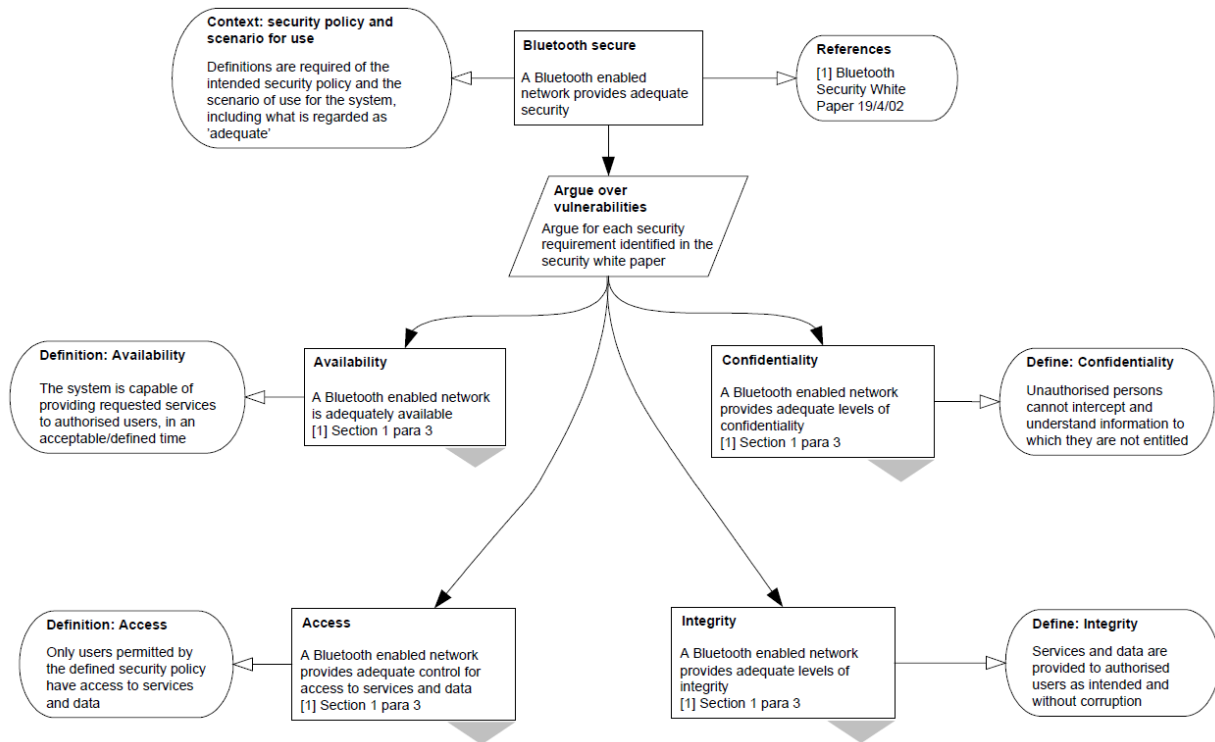 Context: security policy and
scenario for use
Definitions are required of the
intended security policy and the
scenario of use for the system,
including what is regarded as
'adequate'
Bluetooth secure
A Bluetooth enabled
network provides adequate
security
References
[1] Bluetooth
Security White
Paper 19/4/02
Argue over
vulnerabilities
Argue for each security
requirement identified in the
security white paper
Definition: Availability
The system is capable of
providing requested services
to authorised users, in an
acceptable/defined time
Availability
A Bluetooth enabled network
is adequately available
[1] Section 1 para 3
Confidentiality
A Bluetooth enabled network
provides adequate levels of
confidentiality
[1] Section 1 para 3
Define: Confidentiality
Unauthorised persons
cannot intercept and
understand information to
which they are not entitled
Definition: Access
Only users permitted by
the defined security policy
have access to services
and data
Access
A Bluetooth enabled network
provides adequate control for
access to services and data
[1] Section 1 para 3
Integrity
A Bluetooth enabled network
provides adequate levels of
integrity
[1] Section 1 para 3
Define: Integrity
Services and data are
provided to authorised
users as intended and
without corruption